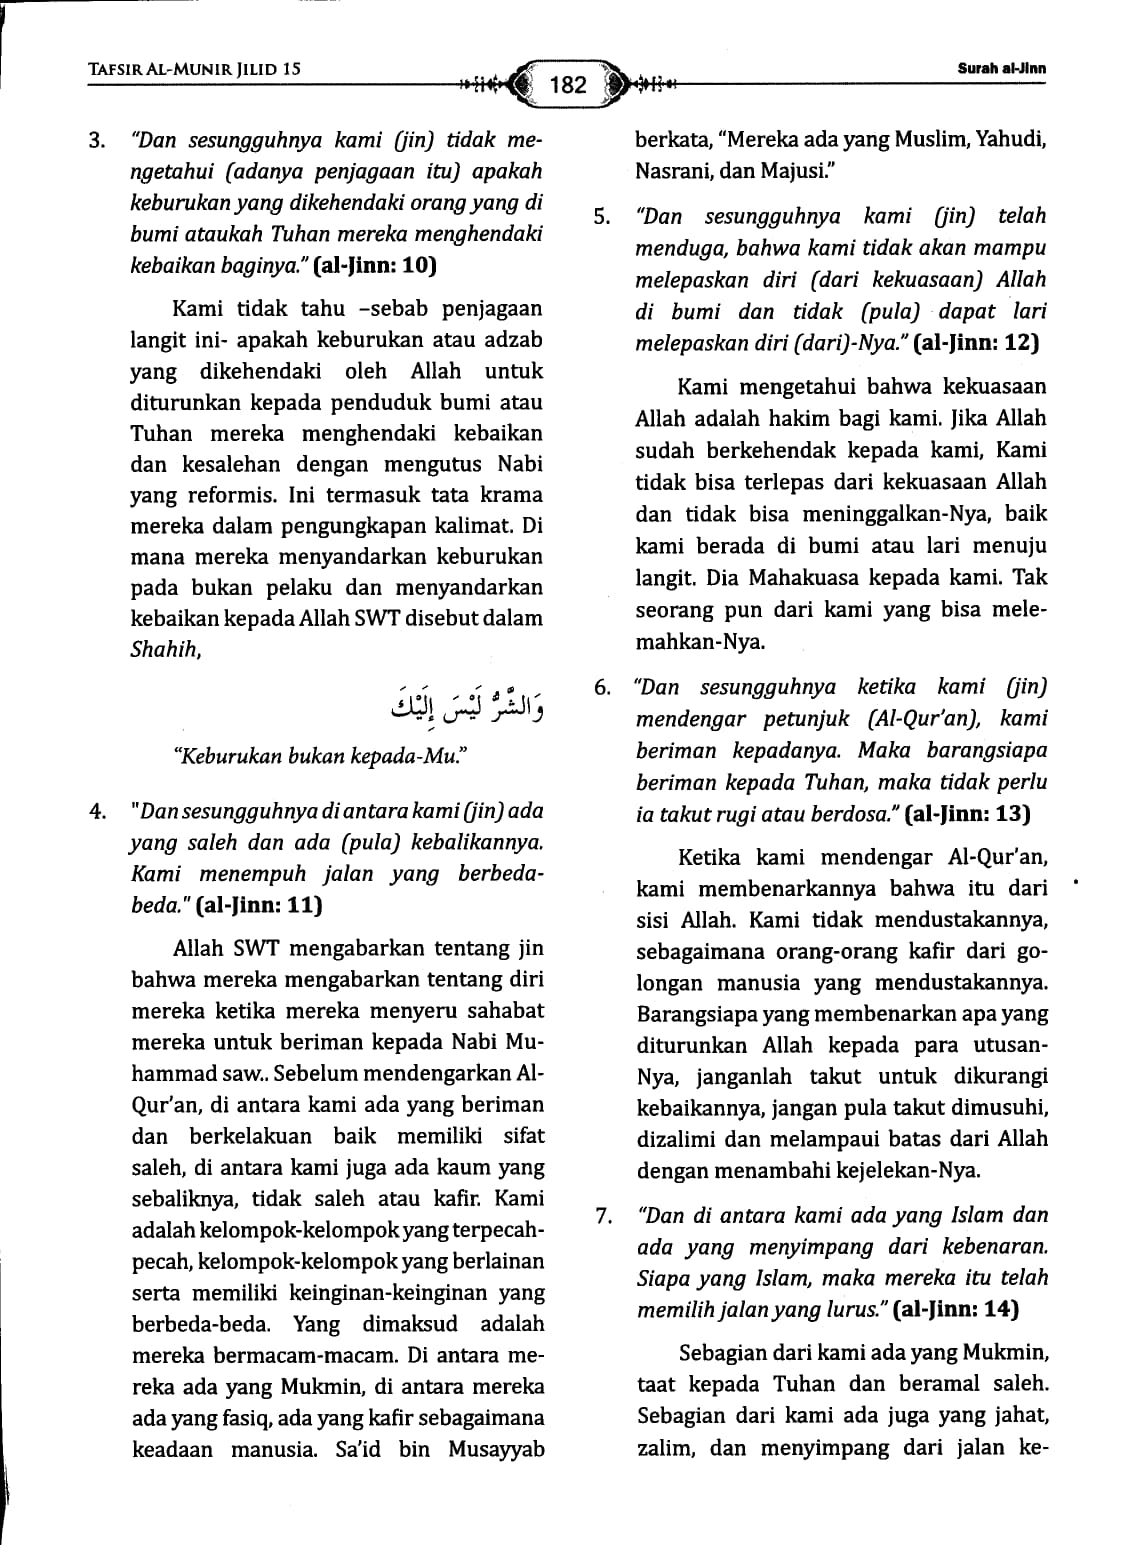 TAFSIR AL-MUNIR JILID 15
182
Surah al-Jinn
3. “Dan sesungguhnya kami (jin) tidak me-
ngetahui (adanya penjagaan itu) apakah
keburukan yang dikehendaki orang yang di
bumi ataukah Tuhan mereka menghendaki
kebaikan baginya.” (al-Jinn: 10)
Kami tidak tahu –sebab penjagaan
langit ini- apakah keburukan atau adzab
yang dikehendaki oleh Allah untuk
diturunkan kepada penduduk bumi atau
Tuhan mereka menghendaki kebaikan
dan kesalehan dengan mengutus Nabi
yang reformis. Ini termasuk tata krama
mereka dalam pengungkapan kalimat. Di
mana mereka menyandarkan keburukan
pada bukan pelaku dan menyandarkan
kebaikan kepada Allah SWT disebut dalam
Shahih,
وَالشَّرُّ لَيْسَ إِلَيْكَ
“Keburukan bukan kepada-Mu.”
4. "Dan sesungguhnya di antara kami (jin) ada
yang saleh dan ada (pula) kebalikannya.
Kami menempuh jalan yang berbeda-
beda." (al-Jinn: 11)
Allah SWT mengabarkan tentang jin
bahwa mereka mengabarkan tentang diri
mereka ketika mereka menyeru sahabat
mereka untuk beriman kepada Nabi Mu-
hammad saw.. Sebelum mendengarkan Al-
Qur’an, di antara kami ada yang beriman
dan berkelakuan baik memiliki sifat
saleh, di antara kami juga ada kaum yang
sebaliknya, tidak saleh atau kafir. Kami
adalah kelompok-kelompok yang terpecah-
pecah, kelompok-kelompok yang berlainan
serta memiliki keinginan-keinginan yang
berbeda-beda. Yang dimaksud adalah
mereka bermacam-macam. Di antara me-
reka ada yang Mukmin, di antara mereka
ada yang fasiq, ada yang kafir sebagaimana
keadaan manusia. Sa’id bin Musayyab
berkata, “Mereka ada yang Muslim, Yahudi,
Nasrani, dan Majusi.”
5. “Dan sesungguhnya kami (jin) telah
menduga, bahwa kami tidak akan mampu
melepaskan diri (dari kekuasaan) Allah
di bumi dan tidak (pula) dapat lari
melepaskan diri (dari)-Nya.” (al-Jinn: 12)
Kami mengetahui bahwa kekuasaan
Allah adalah hakim bagi kami. Jika Allah
sudah berkehendak kepada kami, Kami
tidak bisa terlepas dari kekuasaan Allah
dan tidak bisa meninggalkan-Nya, baik
kami berada di bumi atau lari menuju
langit. Dia Mahakuasa kepada kami. Tak
seorang pun dari kami yang bisa mele-
mahkan-Nya.
6. “Dan sesungguhnya ketika kami (jin)
mendengar petunjuk (Al-Qur’an), kami
beriman kepadanya. Maka barangsiapa
beriman kepada Tuhan, maka tidak perlu
ia takut rugi atau berdosa.” (al-Jinn: 13)
Ketika kami mendengar Al-Qur’an,
kami membenarkannya bahwa itu dari
sisi Allah. Kami tidak mendustakannya,
sebagaimana orang-orang kafir dari go-
longan manusia yang mendustakannya.
Barangsiapa yang membenarkan apa yang
diturunkan Allah kepada para utusan-
Nya, janganlah takut untuk dikurangi
kebaikannya, jangan pula takut dimusuhi,
dizalimi dan melampaui batas dari Allah
dengan menambahi kejelekan-Nya.
7. “Dan di antara kami ada yang Islam dan
ada yang menyimpang dari kebenaran.
Siapa yang Islam, maka mereka itu telah
memilih jalan yang lurus.” (al-Jinn: 14)
Sebagian dari kami ada yang Mukmin,
taat kepada Tuhan dan beramal saleh.
Sebagian dari kami ada juga yang jahat,
zalim, dan menyimpang dari jalan ke-